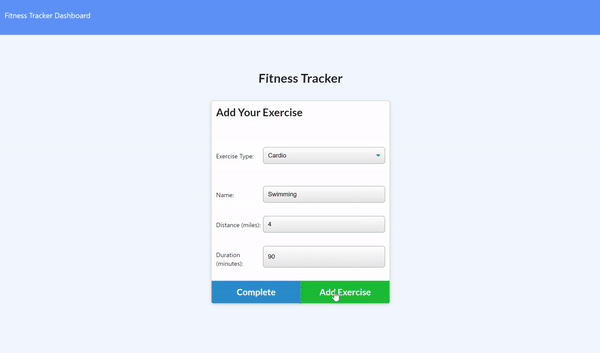 Fitness Tracker Dashboard
Fitness Tracker
Add Your Exercise
Exercise Type: Cardio
Name: Swimming
Distance (miles): 4
Duration 90
(minutes):
Complete Add Exercise